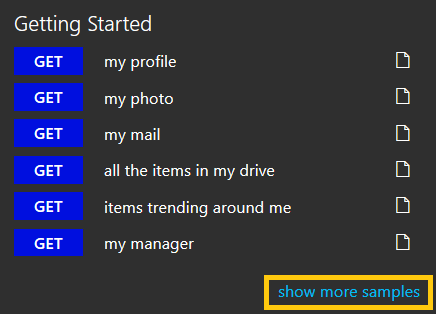 Getting Started
GET my profile
GET my photo
GET my mail
GET all the items in my drive
GET items trending around me
GET my manager
show more samples